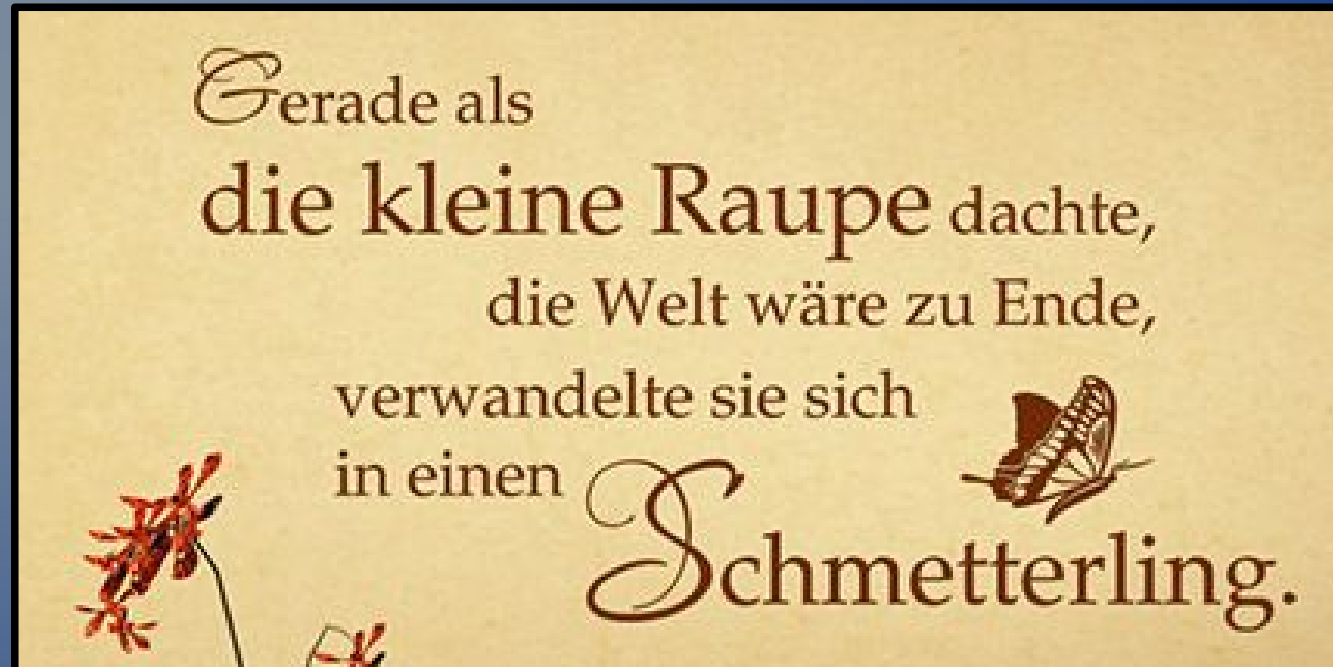 Gerade als
die kleine Raupe dachte,
die Welt wäre zu Ende,
verwandelte sie sich
in einen
Schmetterling.